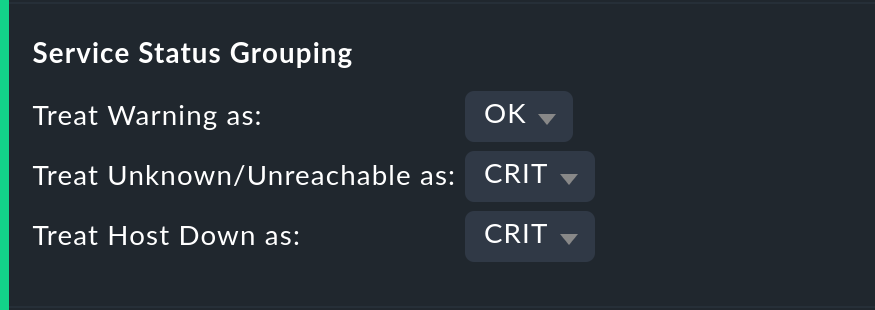 Service Status Grouping
Treat Warning as: OK
Treat Unknown/Unreachable as: CRIT
Treat Host Down as: CRIT